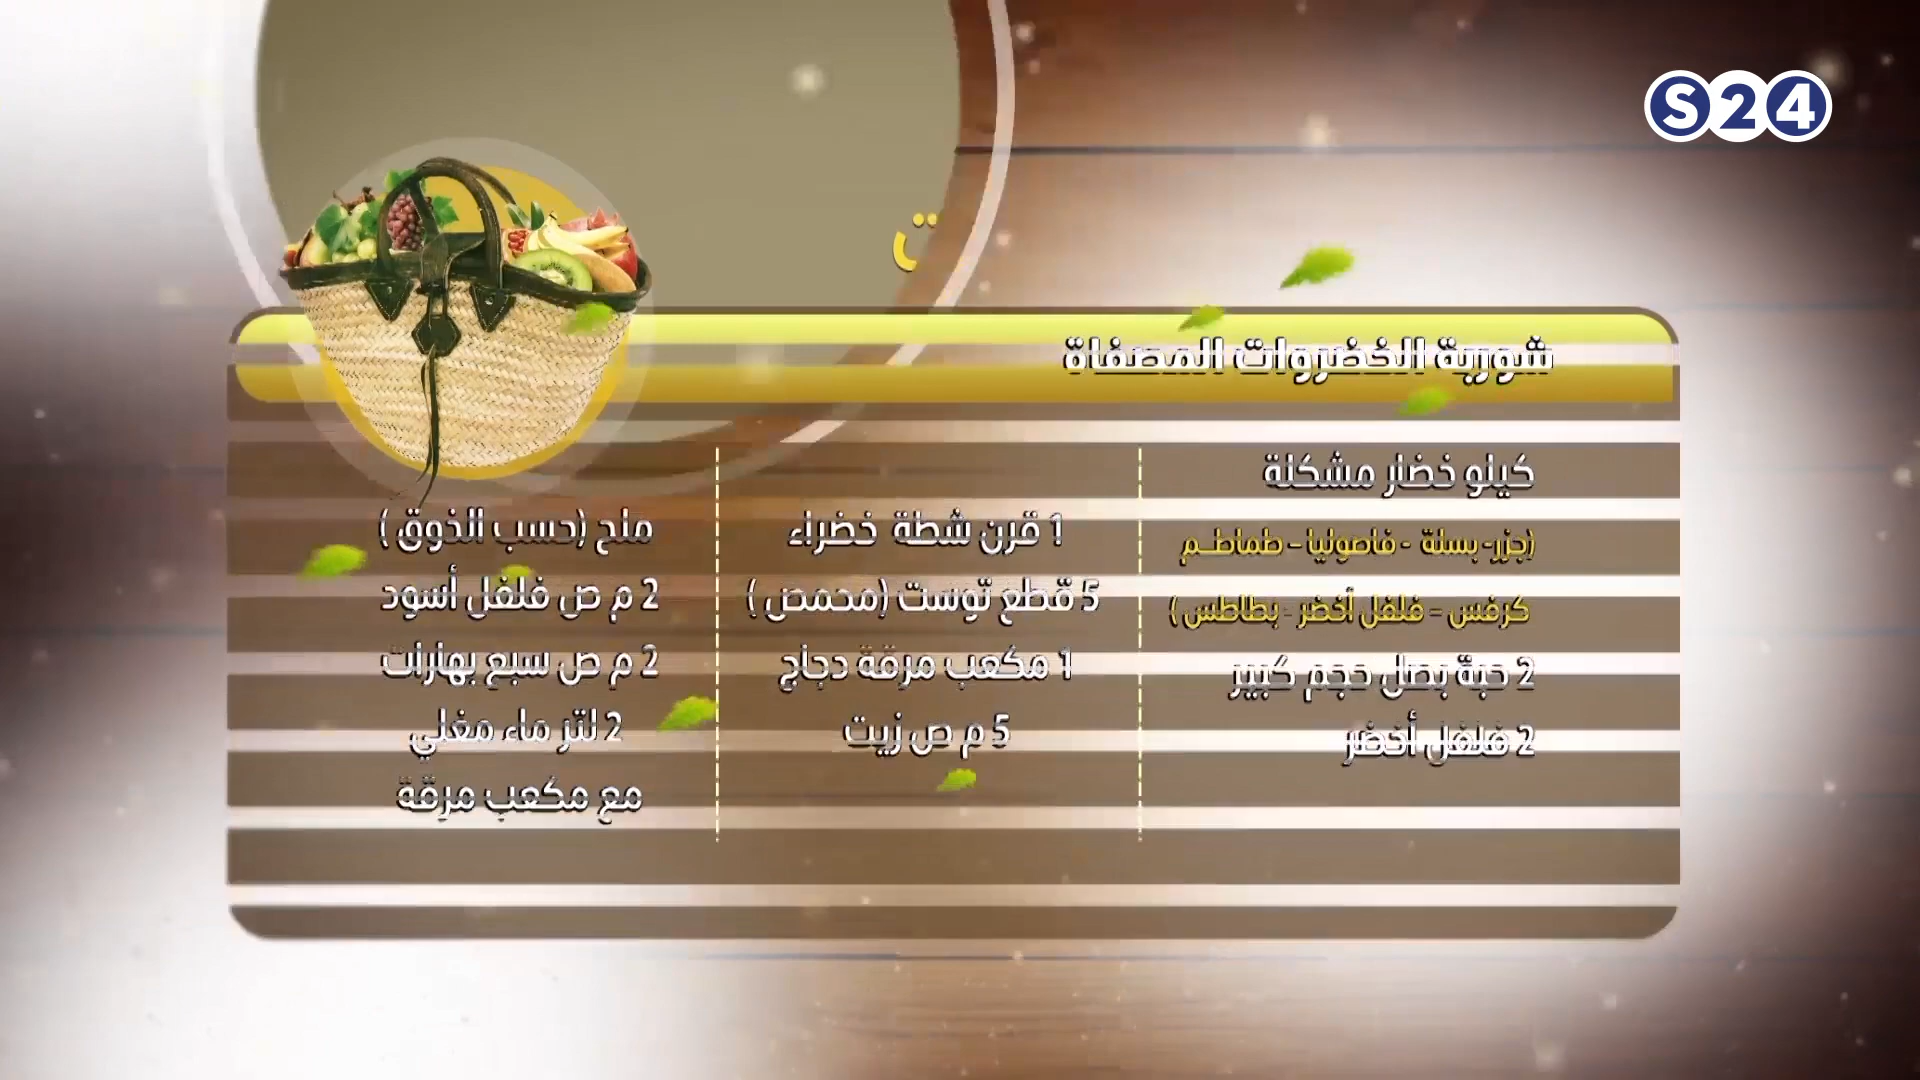 S24
شوربة الخضروات المصفاة
كيلو خضار مشكلة
(جزر- بسلة - فاصوليا - طماطم
كرفس - فلفل أخضر - بطاطس )
2 حبة بصل حجم كبير
2 فلفل أخضر
1 قرن شطة خضراء
5 قطع توست (محمص )
1 مكعب مرقة دجاج
5 م ص زيت
ملح (حسب الذوق )
2 م ص فلفل أسود
2 م ص سبع بهارات
2 لتر ماء مغلي
مع مكعب مرقة